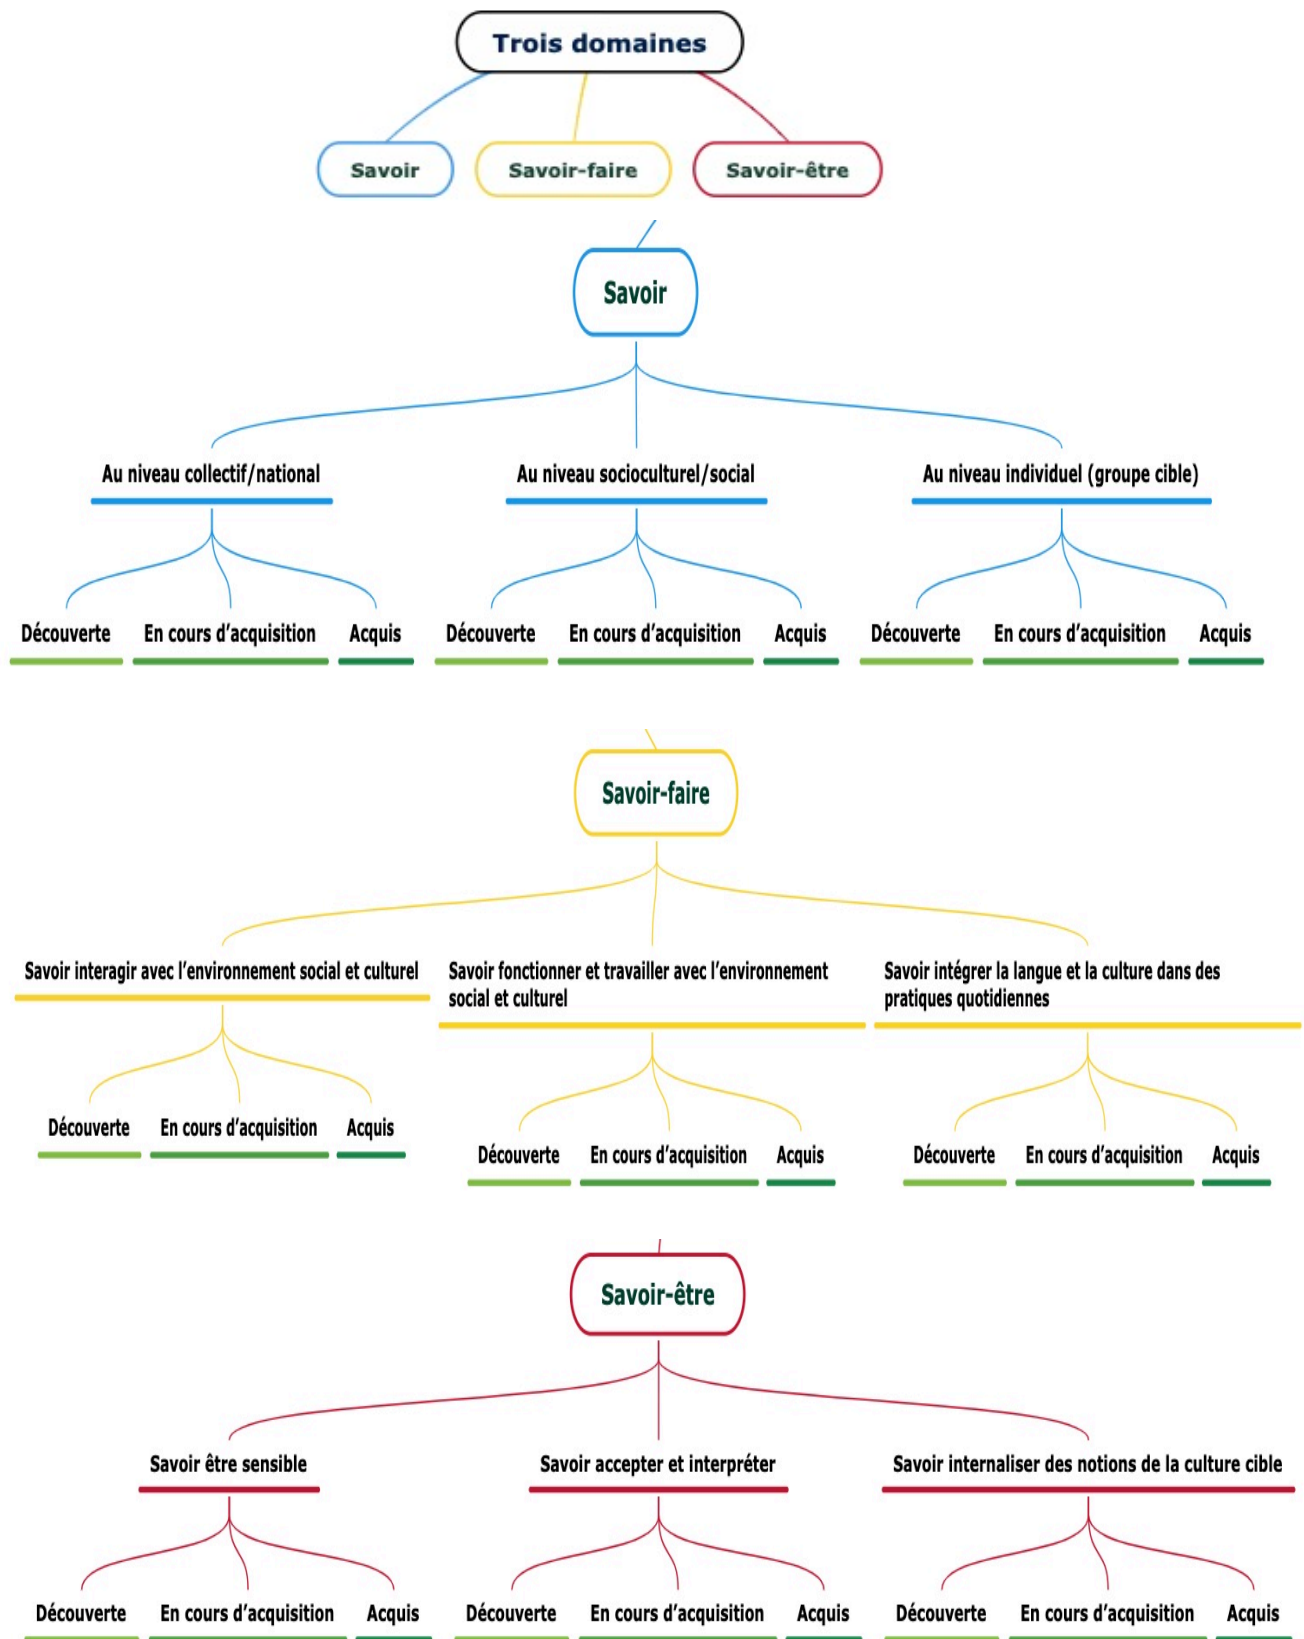 Trois domaines
Savoir
Savoir-faire
Savoir-être
Savoir
Au niveau collectif/national
Au niveau socioculturel/social
Au niveau individuel (groupe cible)
Découverte
En cours d’acquisition
Acquis
Découverte
En cours d’acquisition
Acquis
Découverte
En cours d’acquisition
Acquis
Savoir-faire
Savoir interagir avec l’environnement social et culturel
Savoir fonctionner et travailler avec l’environnement
social et culturel
Savoir intégrer la langue et la culture dans des
pratiques quotidiennes
Découverte
En cours d’acquisition
Acquis
Découverte
En cours d’acquisition
Acquis
Découverte
En cours d’acquisition
Acquis
Savoir-être
Savoir être sensible
Savoir accepter et interpréter
Savoir internaliser des notions de la culture cible
Découverte
En cours d’acquisition
Acquis
Découverte
En cours d’acquisition
Acquis
Découverte
En cours d’acquisition
Acquis